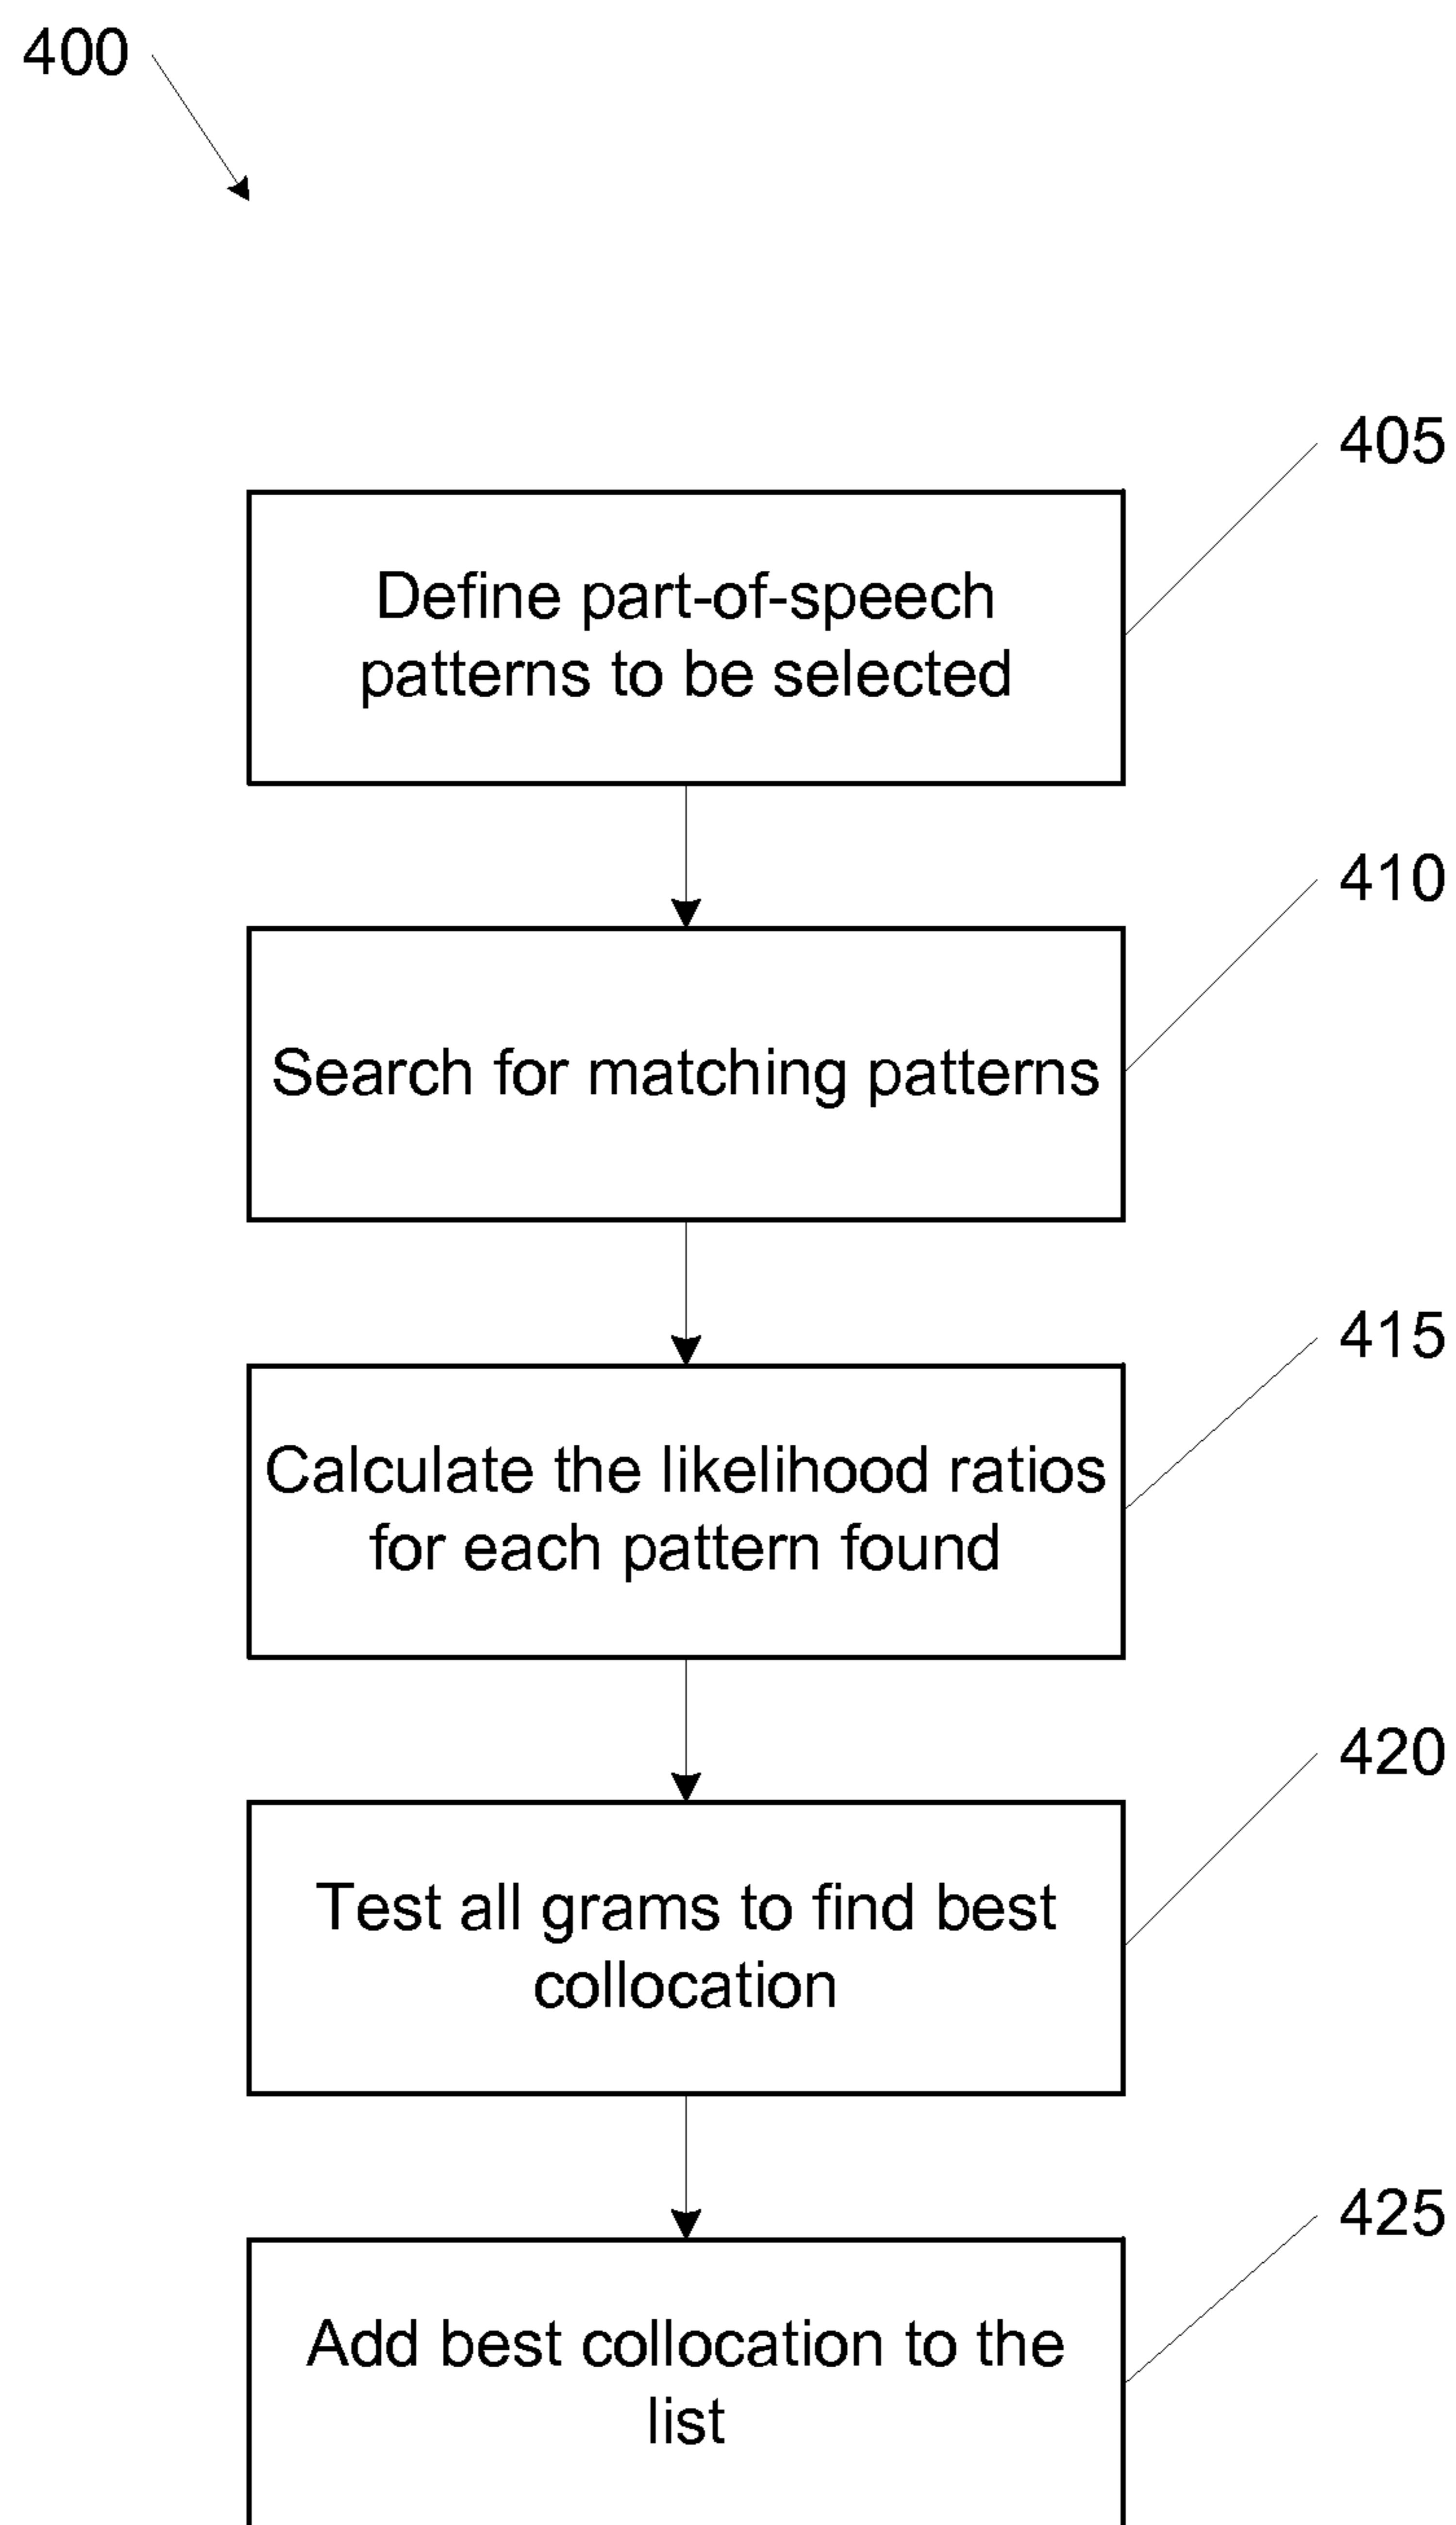 400
405
Define part-of-speech
patterns to be selected
410
Search for matching patterns
415
Calculate the likelihood ratios
for each pattern found
420
Test all grams to find best
collocation
425
Add best collocation to the
list